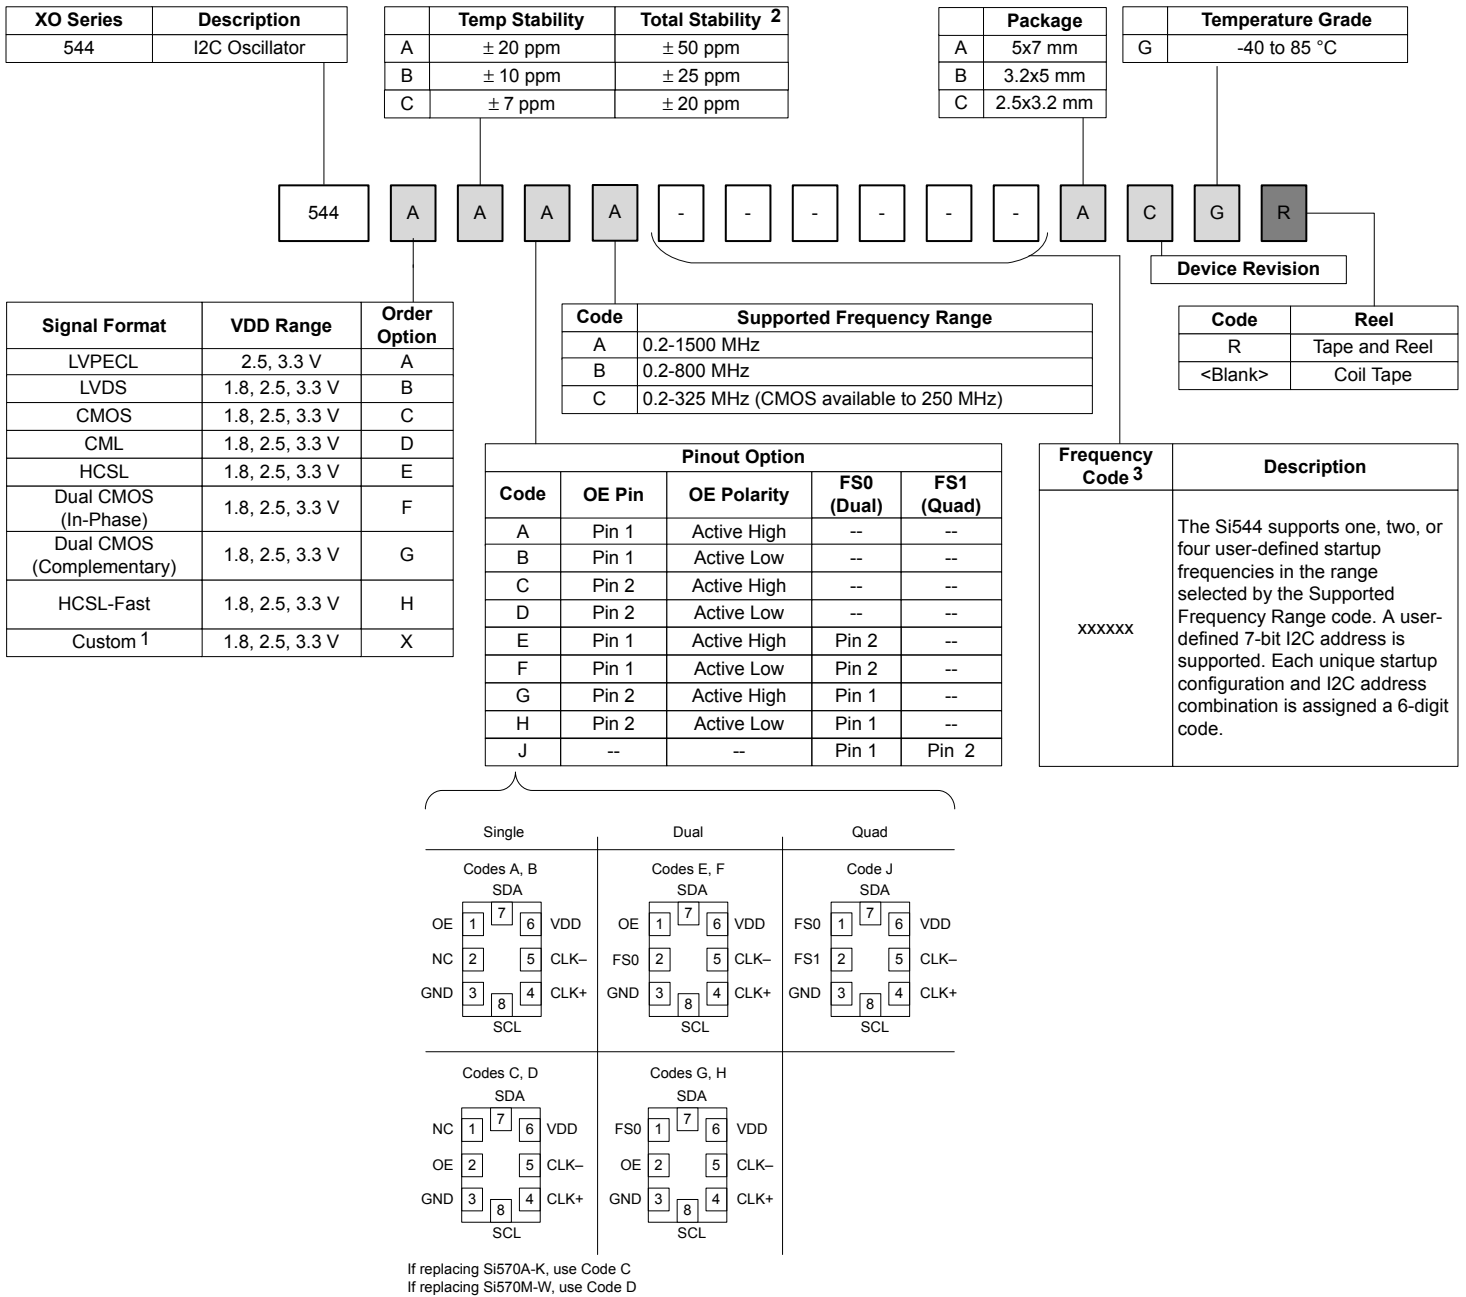 XO Series Description
544 I2C Oscillator
Temp Stability Total Stability 2
A ± 20 ppm ± 50 ppm
B ± 10 ppm ± 25 ppm
C ± 7 ppm ± 20 ppm
Package
A 5x7 mm
B 3.2x5 mm
C 2.5x3.2 mm
Temperature Grade
G -40 to 85 °C
544 A A A A - - - - - - A C G R
Device Revision
Signal Format VDD Range Order Option
LVPECL 2.5, 3.3 V A
LVDS 1.8, 2.5, 3.3 V B
CMOS 1.8, 2.5, 3.3 V C
CML 1.8, 2.5, 3.3 V D
HCSL 1.8, 2.5, 3.3 V E
Dual CMOS (In-Phase) 1.8, 2.5, 3.3 V F
Dual CMOS (Complementary) 1.8, 2.5, 3.3 V G
HCSL-Fast 1.8, 2.5, 3.3 V H
Custom 1 1.8, 2.5, 3.3 V X
Code Supported Frequency Range
A 0.2-1500 MHz
B 0.2-800 MHz
C 0.2-325 MHz (CMOS available to 250 MHz)
Code Reel
R Tape and Reel
<Blank> Coil Tape
Pinout Option
Code OE Pin OE Polarity FS0 (Dual) FS1 (Quad)
A Pin 1 Active High -- --
B Pin 1 Active Low -- --
C Pin 2 Active High -- --
D Pin 2 Active Low -- --
E Pin 1 Active High Pin 2 --
F Pin 1 Active Low Pin 2 --
G Pin 2 Active High Pin 1 --
H Pin 2 Active Low Pin 1 --
J -- -- Pin 1 Pin 2
Frequency Code 3 Description
xxxxxx
The Si544 supports one, two, or
four user-defined startup
frequencies in the range
selected by the Supported
Frequency Range code. A user-
defined 7-bit I2C address is
supported. Each unique startup
configuration and I2C address
combination is assigned a 6-digit
code.
Single Dual Quad
Codes A, B
SDA
7
OE 1 6 VDD
NC 2 5 CLK–
GND 3 4 CLK+
8
SCL
Codes E, F
SDA
7
OE 1 6 VDD
FS0 2 5 CLK–
GND 3 4 CLK+
8
SCL
Code J
SDA
7
FS0 1 6 VDD
FS1 2 5 CLK–
GND 3 4 CLK+
8
SCL
Codes C, D
SDA
7
NC 1 6 VDD
OE 2 5 CLK–
GND 3 4 CLK+
8
SCL
Codes G, H
SDA
7
FS0 1 6 VDD
OE 2 5 CLK–
GND 3 4 CLK+
8
SCL
If replacing Si570A-K, use Code C
If replacing Si570M-W, use Code D